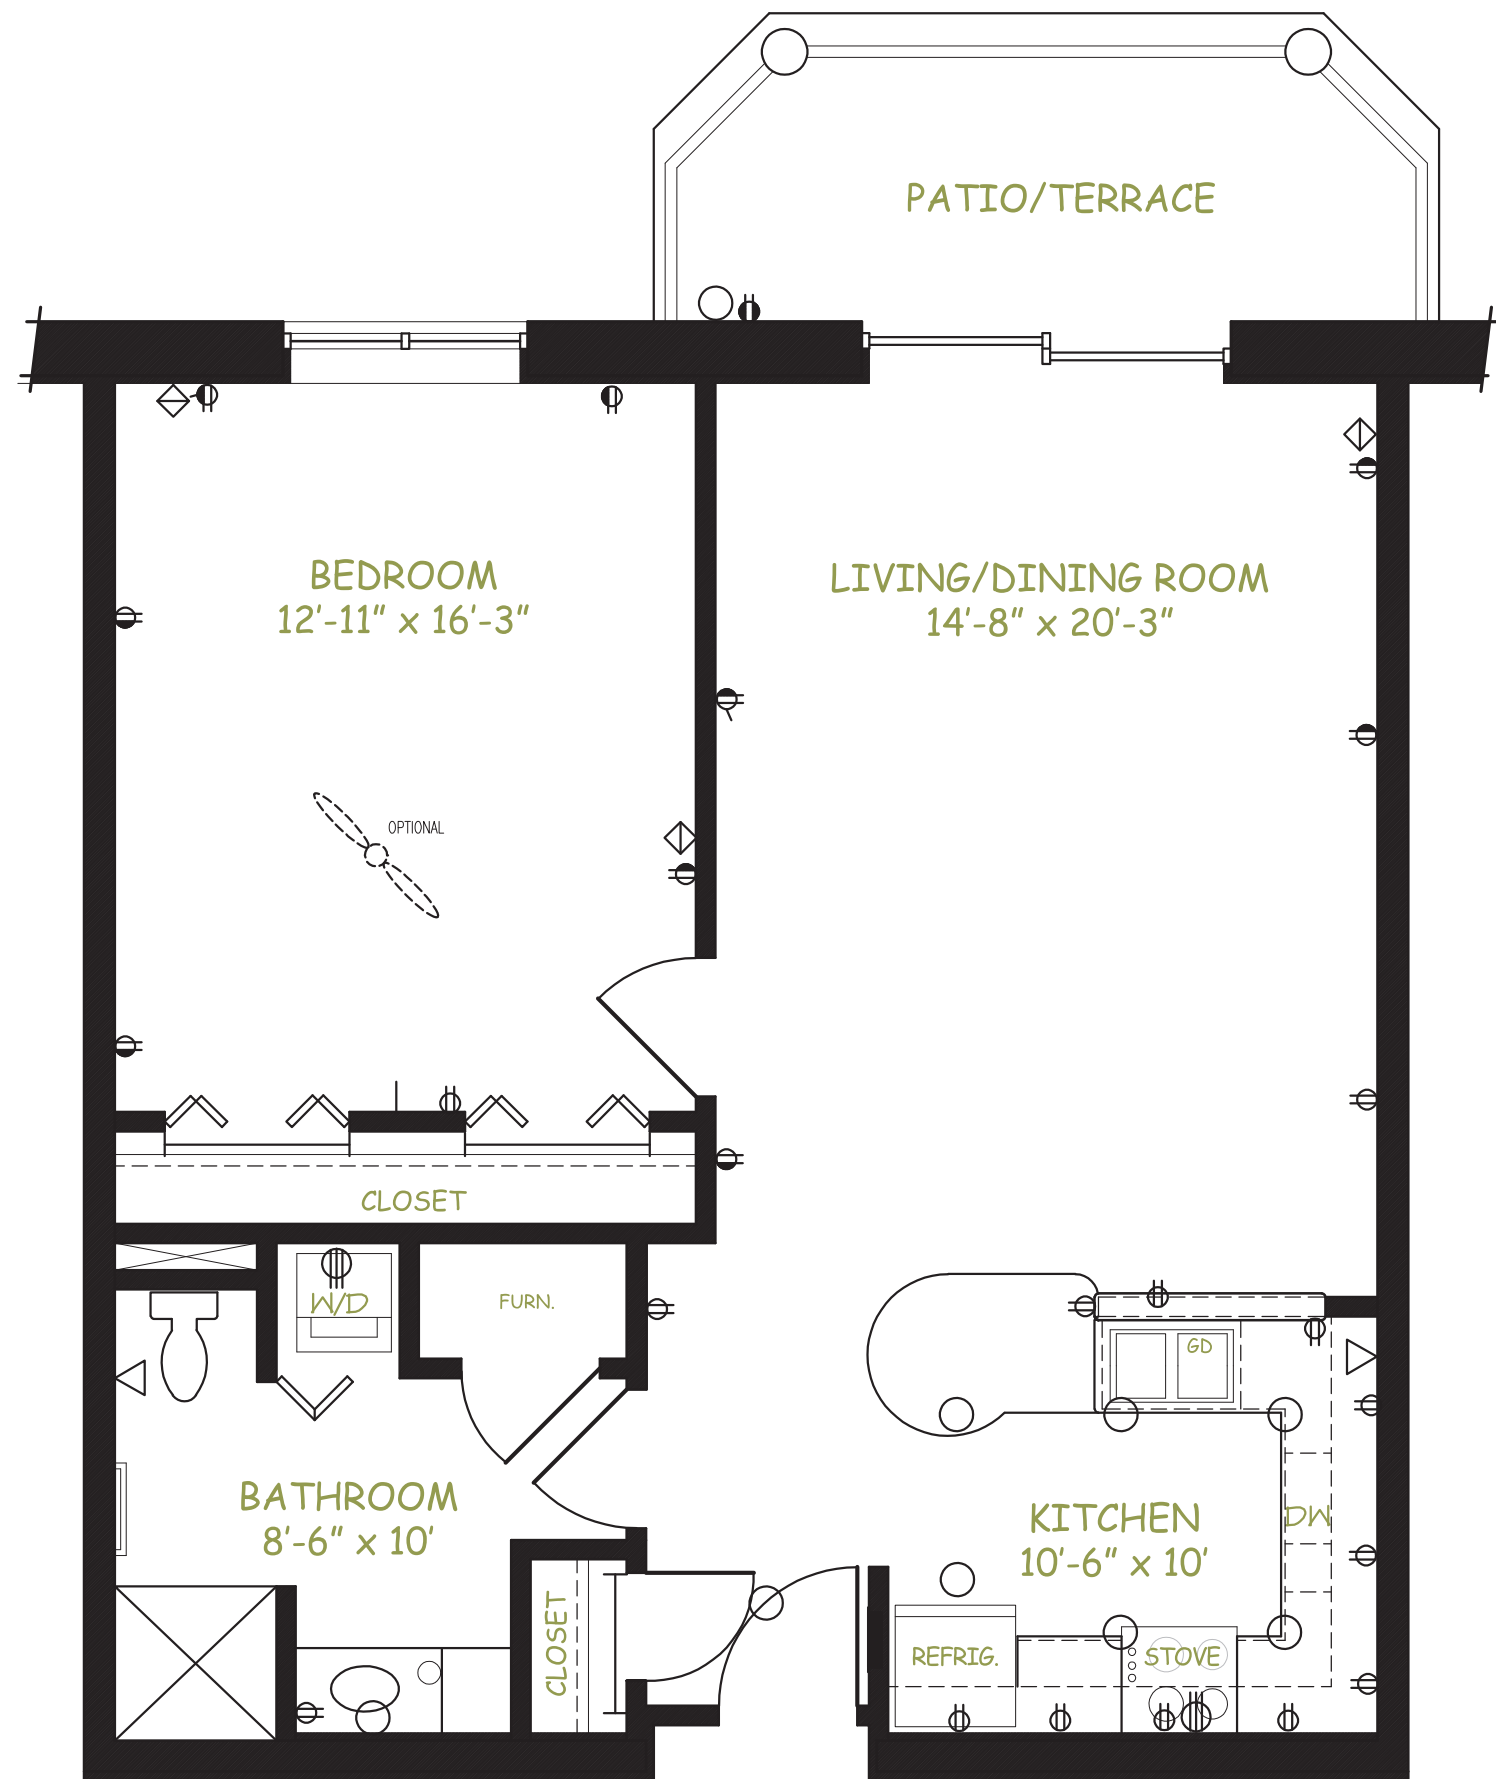 PATIO/TERRACE
BEDROOM
12'-11" x 16'-3"
LIVING/DINING ROOM
14'-8" x 20'-3"
OPTIONAL
CLOSET
W/D
FURN.
GD
BATHROOM
8'-6" x 10'
KITCHEN
10'-6" x 10'
DW
CLOSET
REFRIG.
STOVE